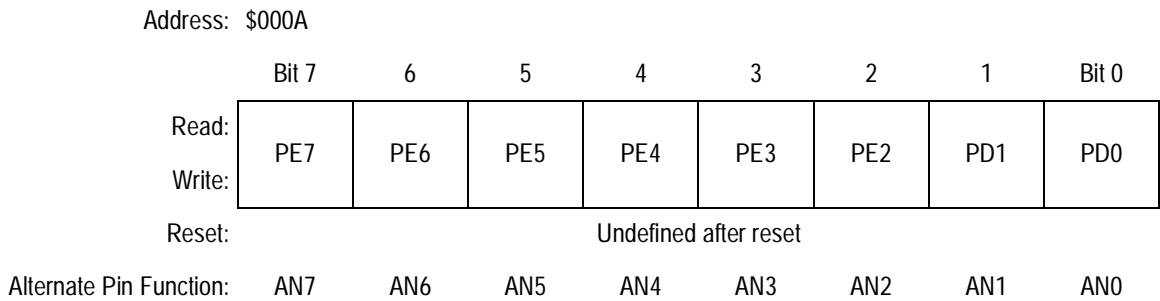 Address: $000A
Bit 7 6 5 4 3 2 1 Bit 0
Read:
PE7 PE6 PE5 PE4 PE3 PE2 PD1 PD0
Write:
Reset: Undefined after reset
Alternate Pin Function: AN7 AN6 AN5 AN4 AN3 AN2 AN1 AN0